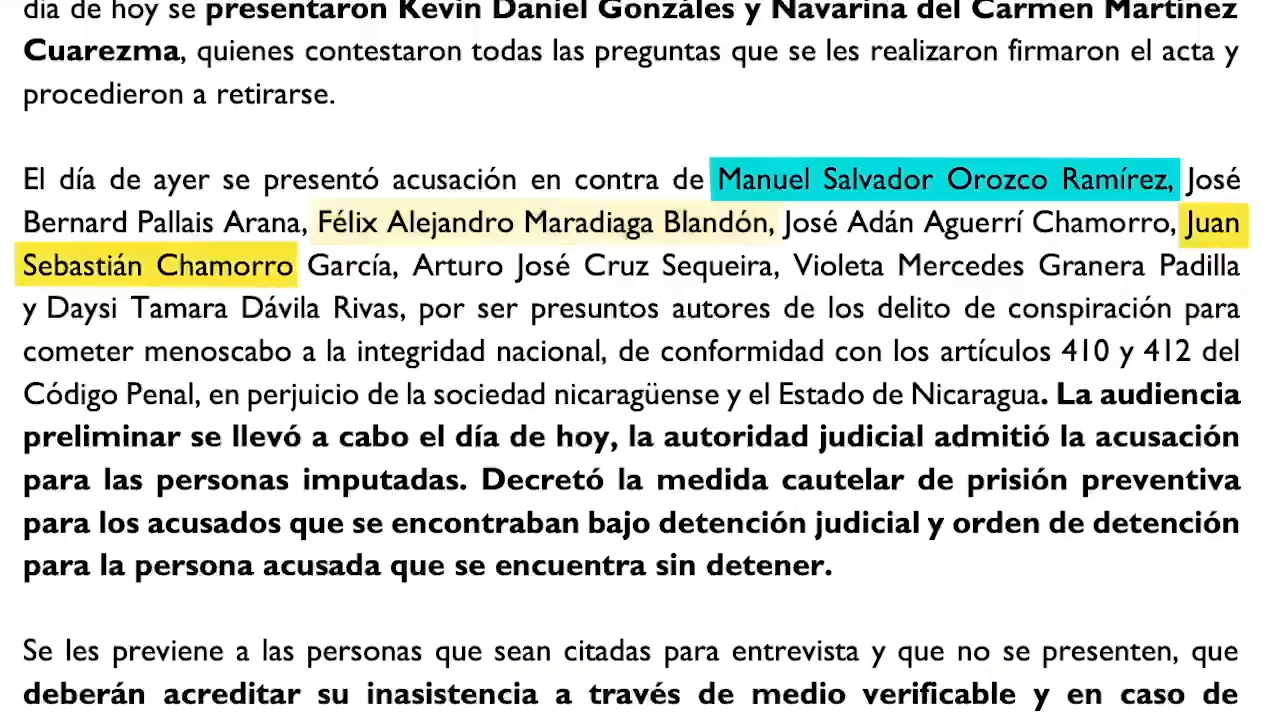 día de hoy se presentaron Kevin Daniel Gonzáles y Navarina del Carmen Martínez
Cuarezma, quienes contestaron todas las preguntas que se les realizaron firmaron el acta y
procedieron a retirarse.
El día de ayer se presentó acusación en contra de Manuel Salvador Orozco Ramírez, José
Bernard Pallais Arana, Félix Alejandro Maradiaga Blandón, José Adán Aguerrí Chamorro, Juan
Sebastián Chamorro García, Arturo José Cruz Sequeira, Violeta Mercedes Granera Padilla
y Daysi Tamara Dávila Rivas, por ser presuntos autores de los delito de conspiración para
cometer menoscabo a la integridad nacional, de conformidad con los artículos 410 y 412 del
Código Penal, en perjuicio de la sociedad nicaragüense y el Estado de Nicaragua. La audiencia
preliminar se llevó a cabo el día de hoy, la autoridad judicial admitió la acusación
para las personas imputadas. Decretó la medida cautelar de prisión preventiva
para los acusados que se encontraban bajo detención judicial y orden de detención
para la persona acusada que se encuentra sin detener.
Se les previene a las personas que sean citadas para entrevista y que no se presenten, que
deberán acreditar su inasistencia a través de medio verificable y en caso de